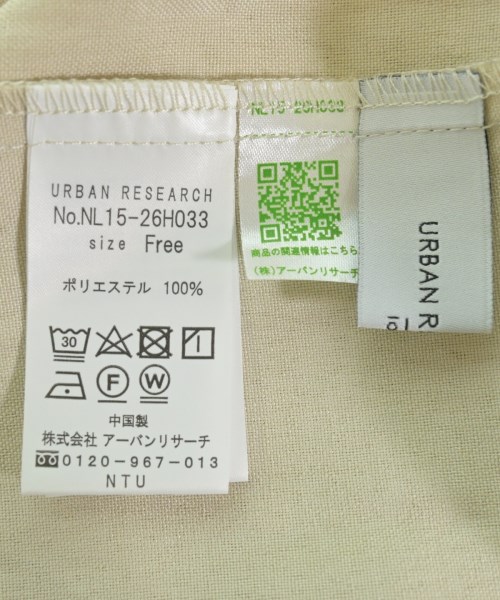 URBAN RESEARCH
No.NL15-26H033
size Free
ポリエステル 100%
30
F
W
中国製
株式会社 アーバンリサーチ
0120-967-013
NTU
NL15-26H033
商品の関連情報はこちら
(株)アーバンリサーチ
URBAN R